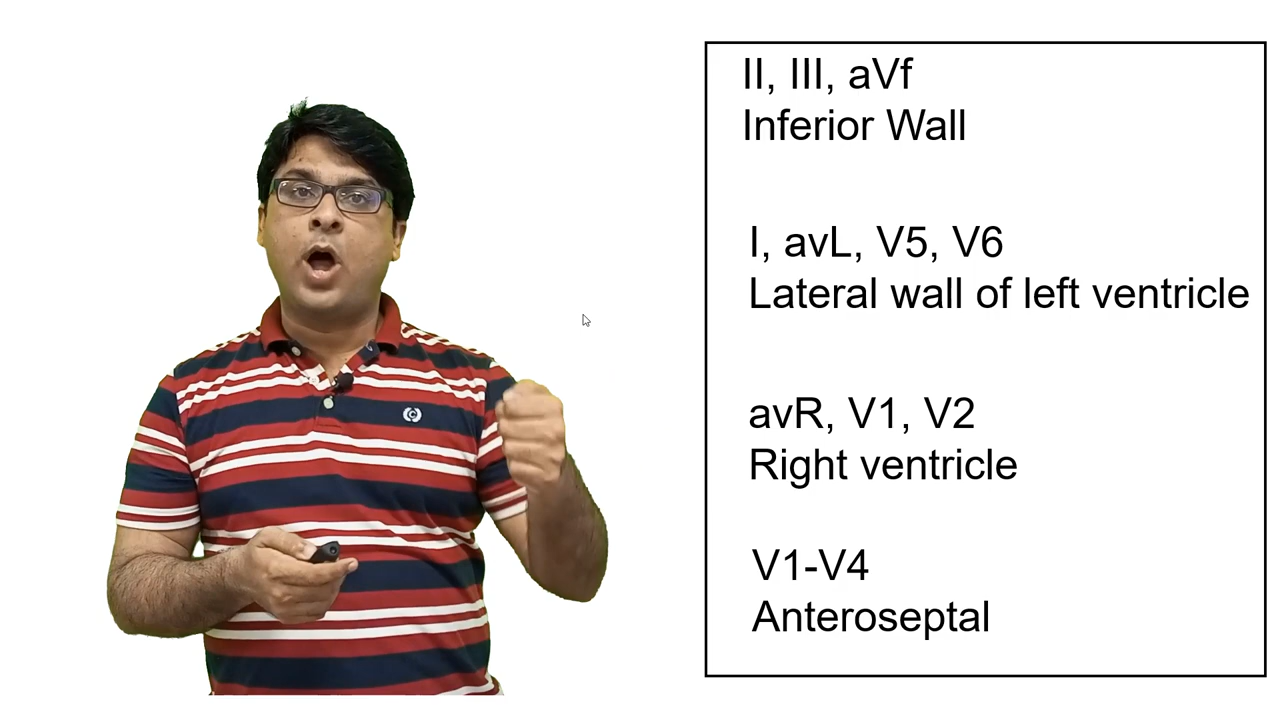 II, III, aVf
Inferior Wall
I, avL, V5, V6
Lateral wall of left ventricle
avR, V1, V2
Right ventricle
V1-V4
Anteroseptal